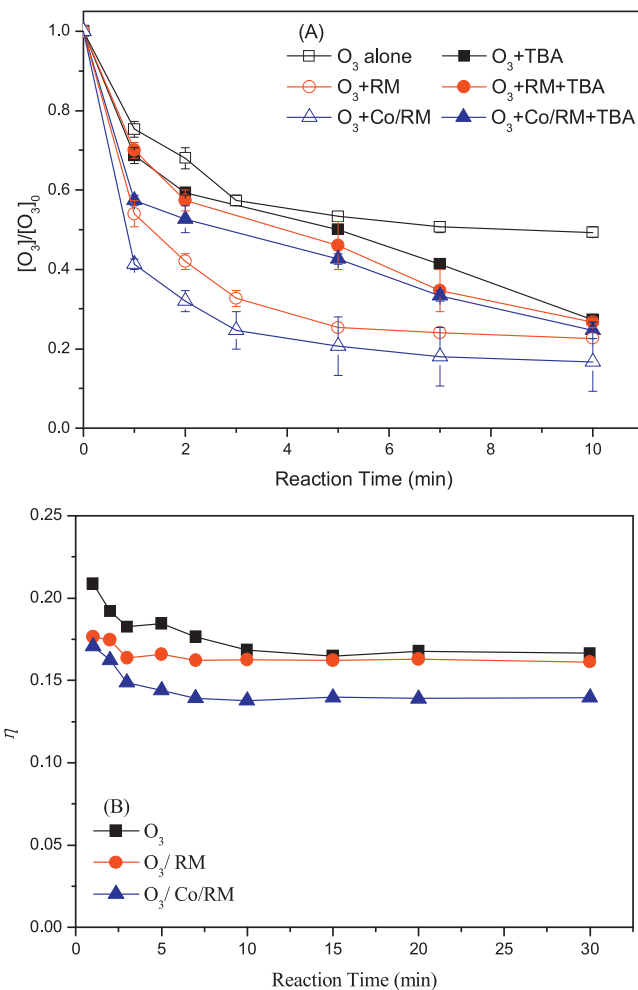 (A)
O₃ alone
O₃+TBA
O₃+RM
O₃+RM+TBA
O₃+Co/RM
O₃+Co/RM+TBA
1.0
0.8
0.6
0.4
0.2
0.0
[O₃]/[O₃]₀
0 2 4 6 8 10
Reaction Time (min)
0.25
0.20
0.15
0.10
0.05
0.00
η
(B)
O₃
O₃/ RM
O₃/ Co/RM
0 5 10 15 20 25 30
Reaction Time (min)